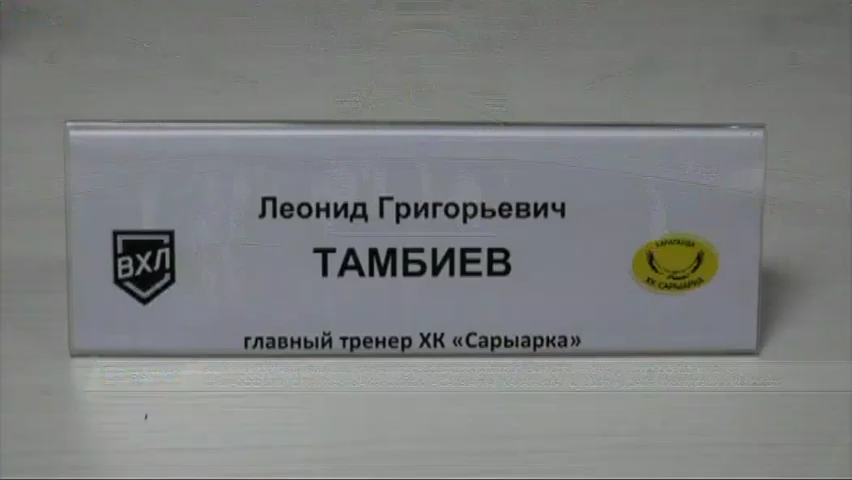 Леонид Григорьевич
ВХЛ
ТАМБИЕВ
КАРАГАНДА
ХК САРЫАРКА
главный тренер ХК «Сарыарка»